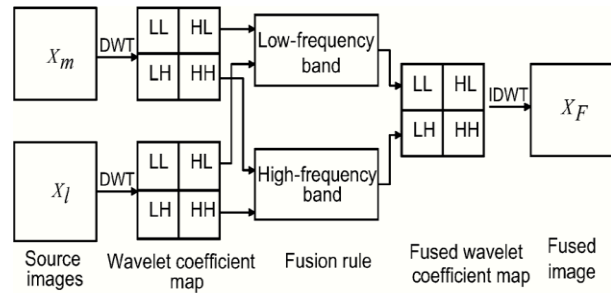 X_m
DWT
LL HL
LH HH
Low-frequency
band
LL HL
LH HH
IDWT
X_F
X_l
DWT
LL HL
LH HH
High-frequency
band
Source
images
Wavelet coefficient
map
Fusion rule
Fused wavelet
coefficient map
Fused
image